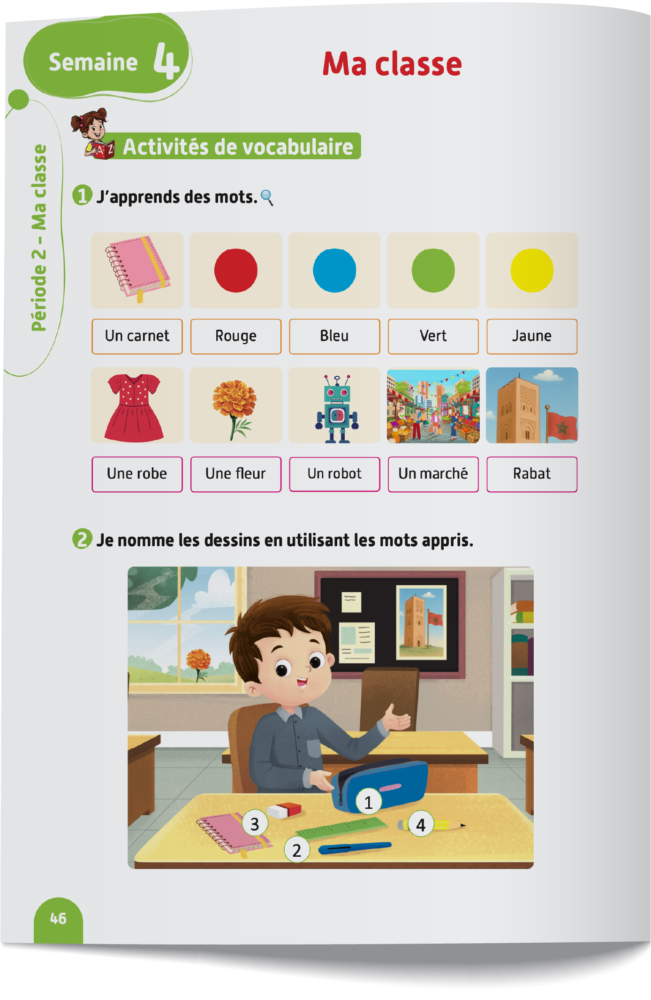 Semaine 4
Ma classe
Période 2 - Ma classe
A Z
Activités de vocabulaire
1 J'apprends des mots.
Un carnet
Rouge
Bleu
Vert
Jaune
Une robe
Une fleur
Un robot
Un marché
Rabat
2 Je nomme les dessins en utilisant les mots appris.
1
3
4
2
46